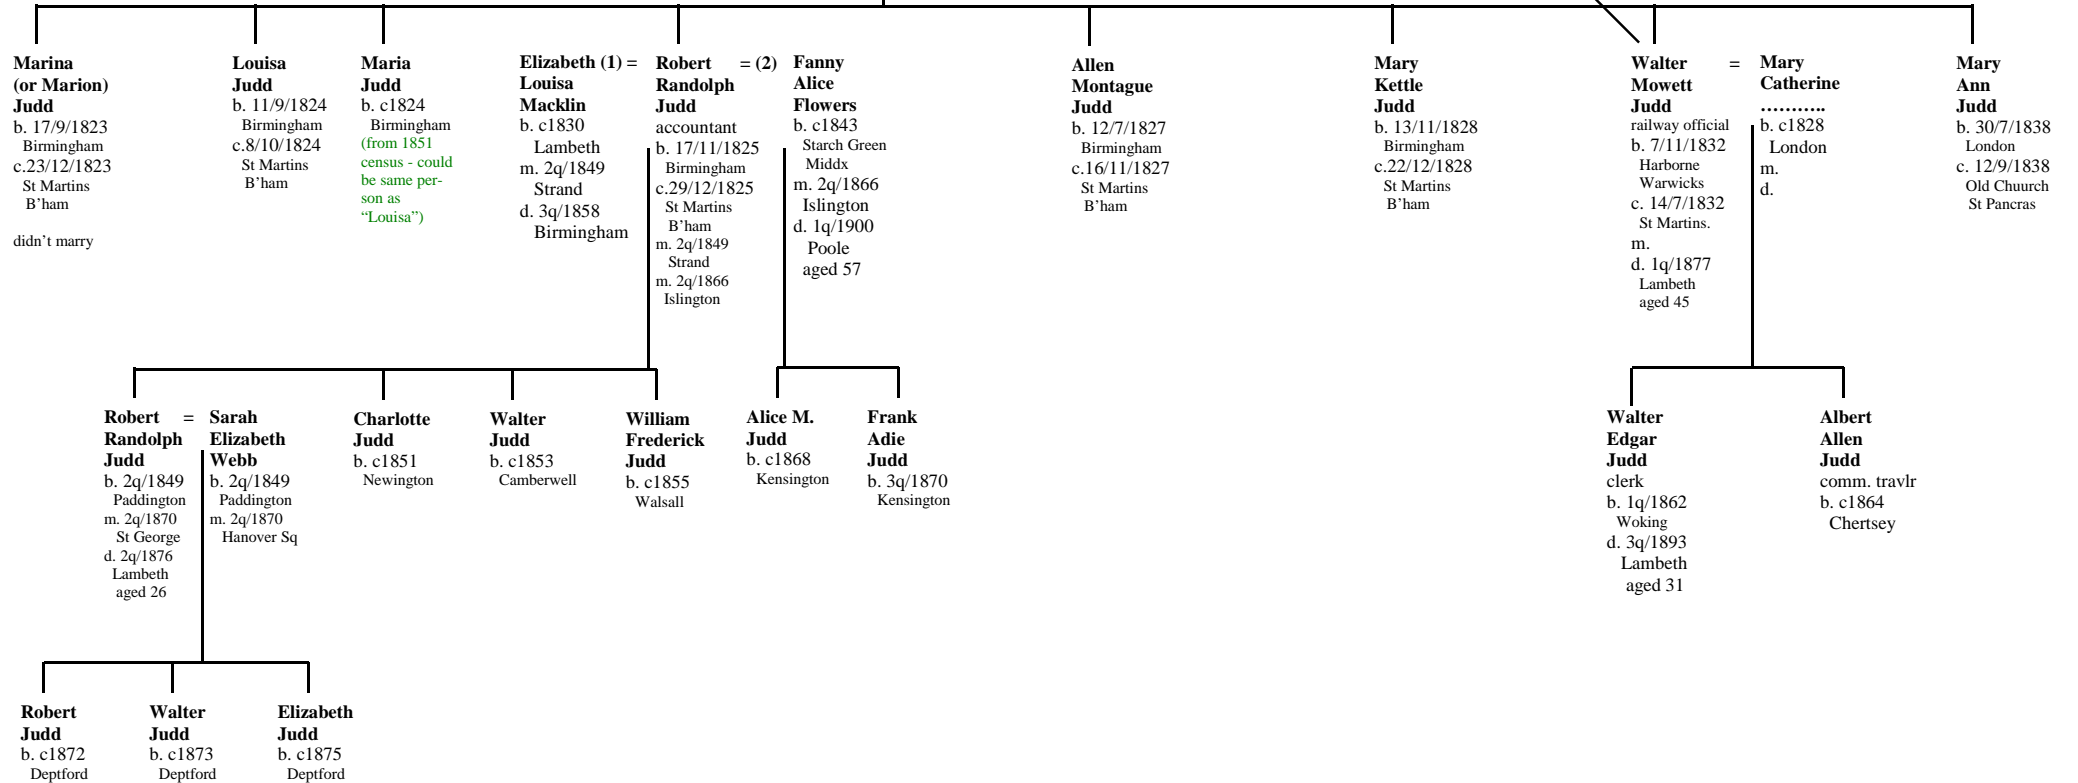 Marina
(or Marion)
Judd
b. 17/9/1823
Birmingham
c.23/12/1823
St Martins
B'ham
didn't marry
Louisa
Judd
b. 11/9/1824
Birmingham
c.8/10/1824
St Martins
B'ham
Maria
Judd
b. c1824
Birmingham
(from 1851
census - could
be same per-
son as
“Louisa”)
Elizabeth (1) =
Louisa
Macklin
b. c1830
Lambeth
m. 2q/1849
Strand
d. 3q/1858
Birmingham
Robert = (2)
Randolph
Judd
accountant
b. 17/11/1825
Birmingham
c.29/12/1825
St Martins
B'ham
m. 2q/1849
Strand
m. 2q/1866
Islington
Fanny
Alice
Flowers
b. c1843
Starch Green
Middx
m. 2q/1866
Islington
d. 1q/1900
Poole
aged 57
Allen
Montague
Judd
b. 12/7/1827
Birmingham
c.16/11/1827
St Martins
B'ham
Mary
Kettle
Judd
b. 13/11/1828
Birmingham
c.22/12/1828
St Martins
B'ham
Walter =
Mowett
Judd
railway official
b. 7/11/1832
Harborne
Warwicks
c. 14/7/1832
St Martins.
m.
d. 1q/1877
Lambeth
aged 45
Mary
Catherine
………..
b. c1828
London
m.
d.
Mary
Ann
Judd
b. 30/7/1838
London
c. 12/9/1838
Old Chuurch
St Pancras
Robert =
Randolph
Judd
b. 2q/1849
Paddington
m. 2q/1870
St George
d. 2q/1876
Lambeth
aged 26
Sarah
Elizabeth
Webb
b. 2q/1849
Paddington
m. 2q/1870
Hanover Sq
Charlotte
Judd
b. c1851
Newington
Walter
Judd
b. c1853
Camberwell
William
Frederick
Judd
b. c1855
Walsall
Alice M.
Judd
b. c1868
Kensington
Frank
Adie
Judd
b. 3q/1870
Kensington
Walter
Edgar
Judd
clerk
b. 1q/1862
Woking
d. 3q/1893
Lambeth
aged 31
Albert
Allen
Judd
comm. travlr
b. c1864
Chertsey
Robert
Judd
b. c1872
Deptford
Walter
Judd
b. c1873
Deptford
Elizabeth
Judd
b. c1875
Deptford